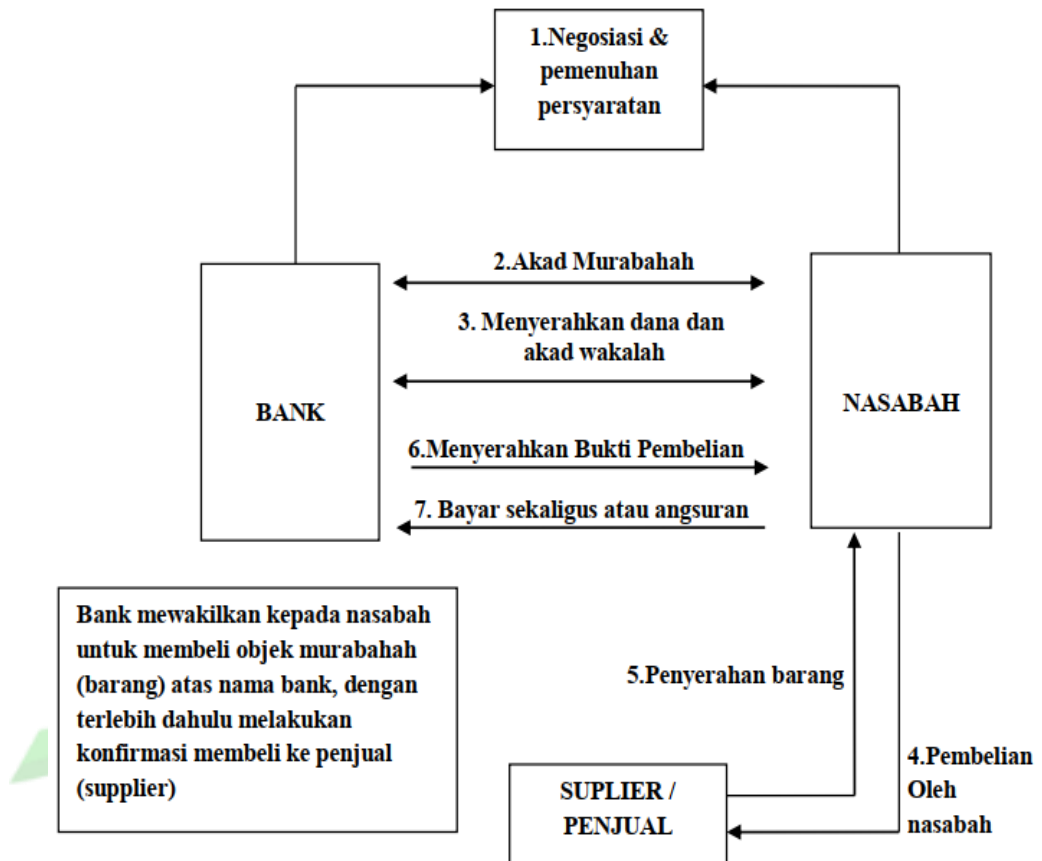 1.Negosiasi &
pemenuhan
persyaratan
2.Akad Murabahah
3. Menyerahkan dana dan
akad wakalah
BANK
NASABAH
6.Menyerahkan Bukti Pembelian
7. Bayar sekaligus atau angsuran
Bank mewakilkan kepada nasabah
untuk membeli objek murabahah
(barang) atas nama bank, dengan
terlebih dahulu melakukan
konfirmasi membeli ke penjual
(supplier)
5.Penyerahan barang
4.Pembelian
Oleh
nasabah
SUPLIER /
PENJUAL